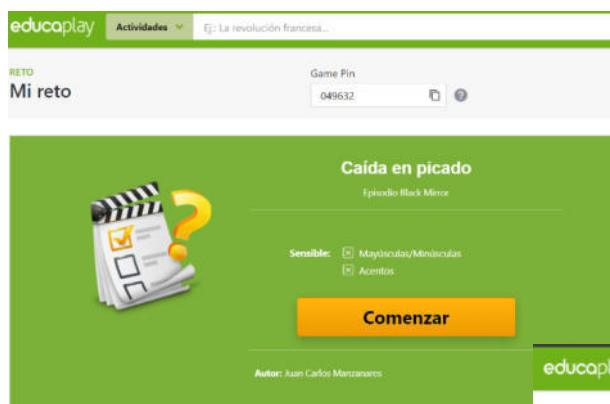 educaplay Actividades Ej: La revolución francesa...
RETO
Mi reto
Game Pin
049632
Caída en picado
Episodio Black Mirror
Sensible: Mayúsculas/Minúsculas
Acentos
Comenzar
Autor: Juan Carlos Manzanares
educapl